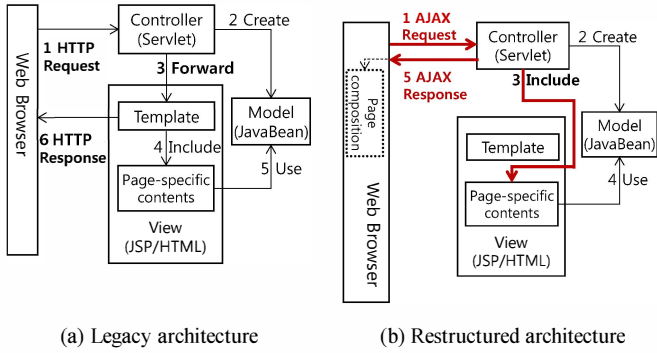 Web Browser
1 HTTP
Request
Controller
(Servlet)
2 Create
3 Forward
Template
6 HTTP
Response
4 Include
Model
(JavaBean)
5 Use
Page-specific
contents
View
(JSP/HTML)
(a) Legacy architecture
Web Browser
Page
composition
1 AJAX
Request
5 AJAX
Response
Controller
(Servlet)
2 Create
3 Include
Template
Model
(JavaBean)
4 Use
Page-specific
contents
View
(JSP/HTML)
(b) Restructured architecture